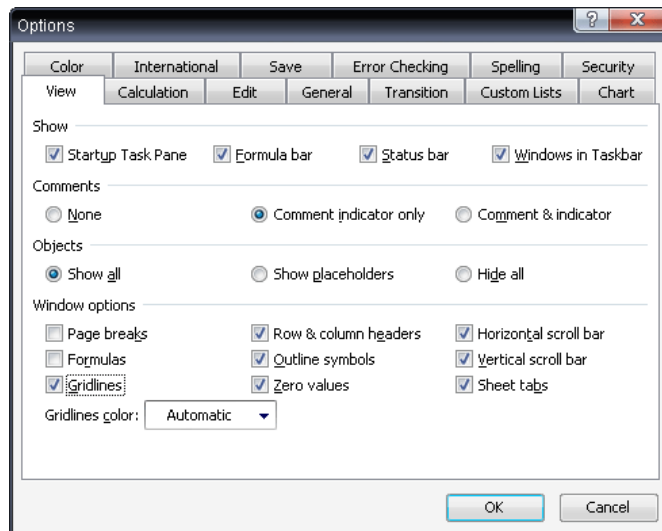 Options
Color International Save Error Checking Spelling Security
View Calculation Edit General Transition Custom Lists Chart
Show
Startup Task Pane Formula bar Status bar Windows in Taskbar
Comments
None Comment indicator only Comment & indicator
Objects
Show all Show placeholders Hide all
Window options
Page breaks Row & column headers Horizontal scroll bar
Formulas Outline symbols Vertical scroll bar
Gridlines Zero values Sheet tabs
Gridlines color: Automatic
OK Cancel